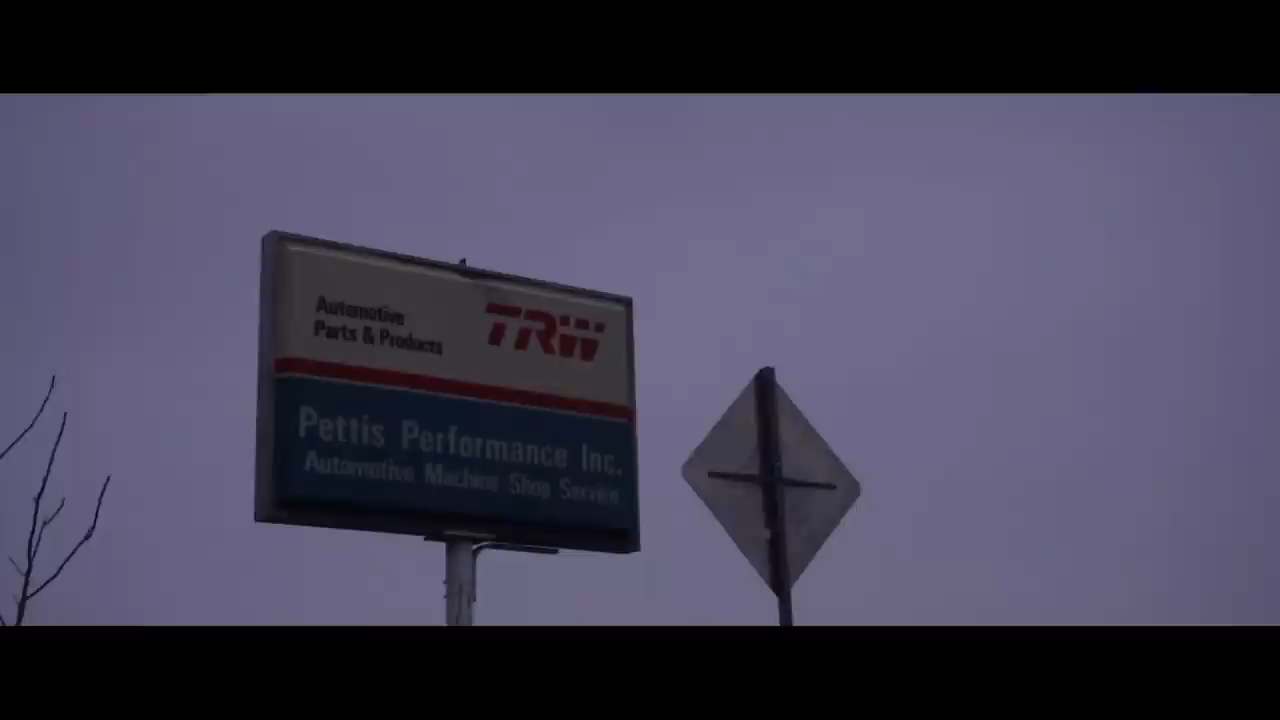 Automotive
Parts & Products
TRW
Pettis Performance Inc.
Automotive Machine Shop Service